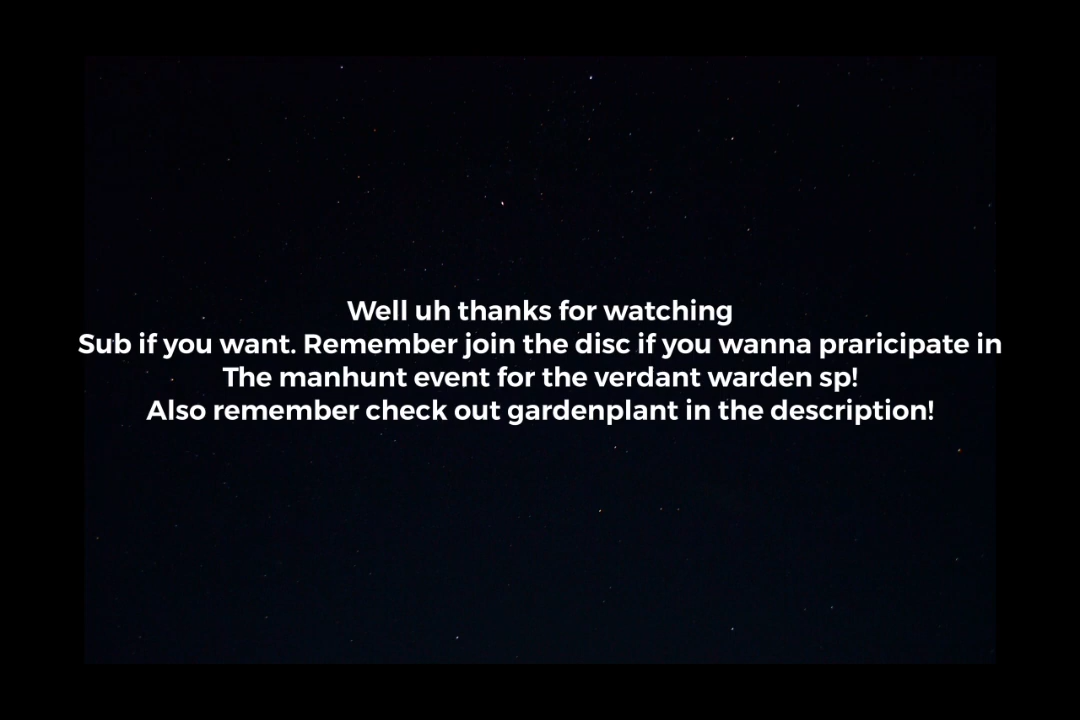 Well uh thanks for watching
Sub if you want. Remember join the disc if you wanna praricipate in
The manhunt event for the verdant warden sp!
Also remember check out gardenplant in the description!